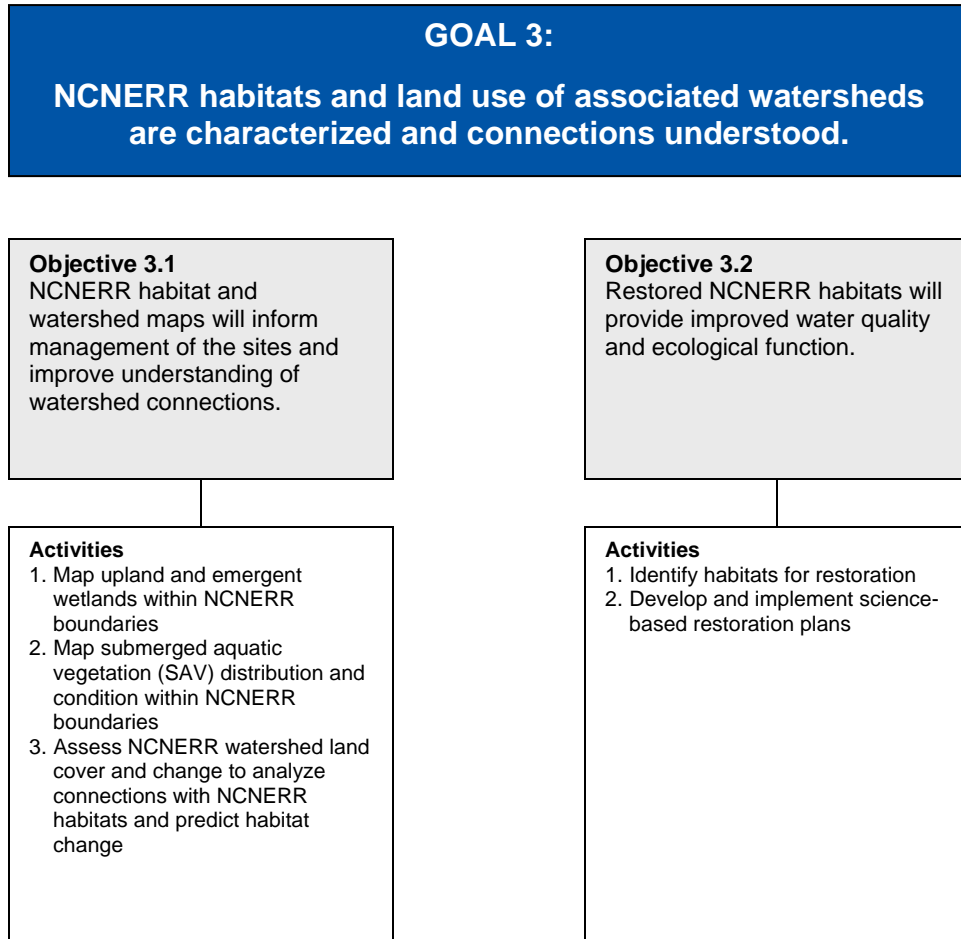 GOAL 3:
NCNERR habitats and land use of associated watersheds
are characterized and connections understood.
Objective 3.1
NCNERR habitat and
watershed maps will inform
management of the sites and
improve understanding of
watershed connections.
Activities
1. Map upland and emergent
wetlands within NCNERR
boundaries
2. Map submerged aquatic
vegetation (SAV) distribution and
condition within NCNERR
boundaries
3. Assess NCNERR watershed land
cover and change to analyze
connections with NCNERR
habitats and predict habitat
change
Objective 3.2
Restored NCNERR habitats will
provide improved water quality
and ecological function.
Activities
1. Identify habitats for restoration
2. Develop and implement science-
based restoration plans